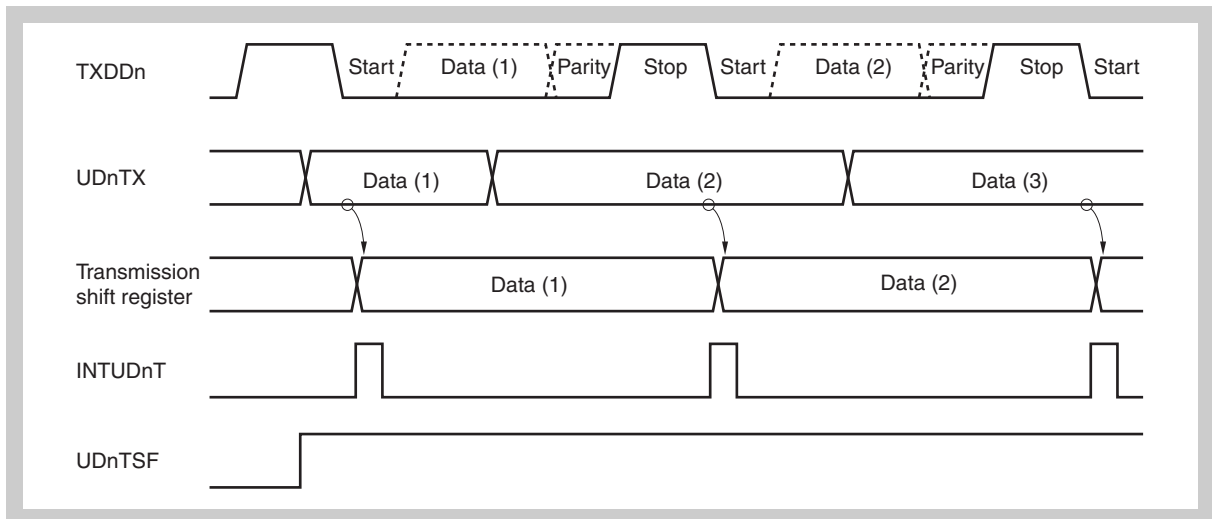 TXDDn Start Data (1) Parity Stop Start Data (2) Parity Stop Start
UDnTX Data (1) Data (2) Data (3)
Transmission
shift register Data (1) Data (2)
INTUDnT
UDnTSF